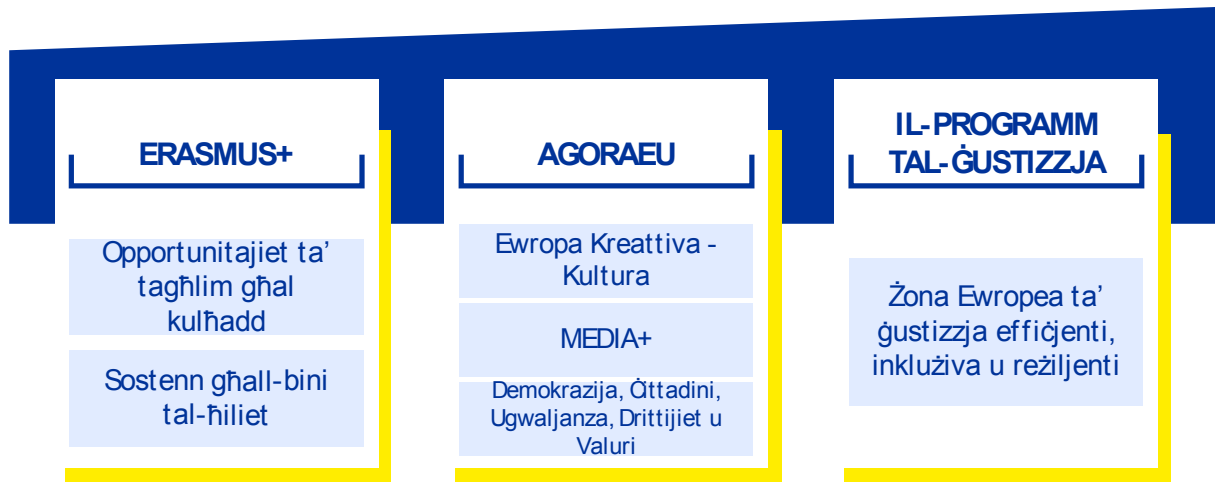 ERASMUS+
Opportunitajiet ta’
tagħlim għal
kulħadd
Sostenn għall-bini
tal-ħiliet
AGORAEU
Ewropa Kreattiva -
Kultura
MEDIA+
Demokrazija, Ċittadini,
Ugwaljanza, Drittijiet u
Valuri
IL-PROGRAMM
TAL-ĠUSTIZZJA
Żona Ewropea ta’
ġustizzja effiċjenti,
inklużiva u reżiljenti